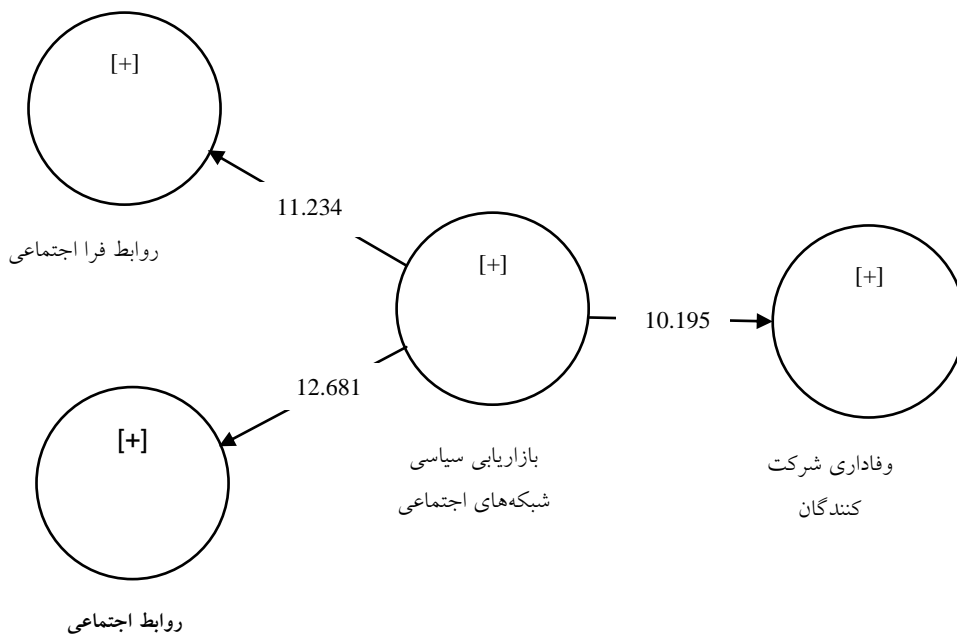 [+]
11.234
روابط فرا اجتماعی
[+]
[+]
10.195
12.681
[+]
بازاریابی سیاسی
شبکه‌های اجتماعی
وفاداری شرکت
کنندگان
روابط اجتماعی